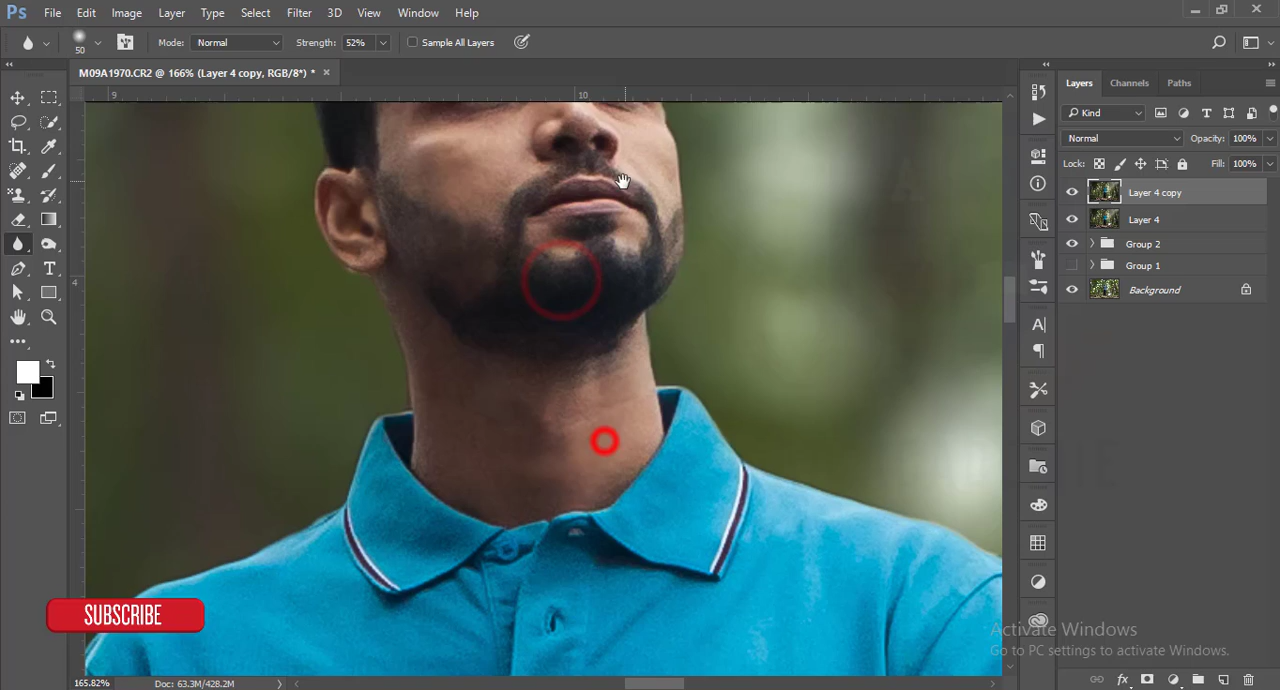 Ps File Edit Image Layer Type Select Filter 3D View Window Help
50 Mode: Normal Strength: 52% Sample All Layers
M09A1970.CR2 @ 166% (Layer 4 copy, RGB/8*) * ×
9 10
4
Layers Channels Paths
Kind
Normal Opacity: 100%
Lock: Fill: 100%
Layer 4 copy
Layer 4
Group 2
Group 1
Background
SUBSCRIBE
Activate Windows
Go to PC settings to activate Windows.
165.82% Doc: 63.3M/428.2M